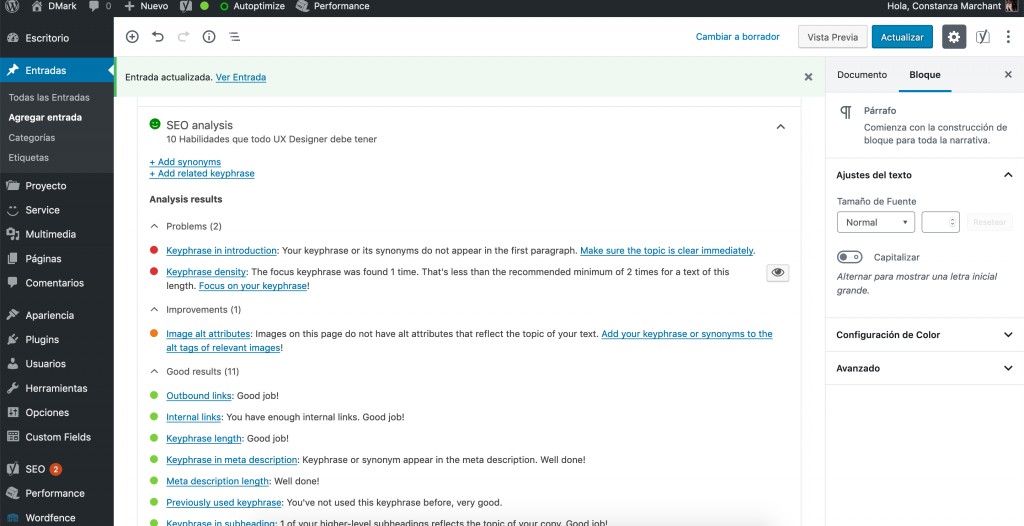 DMark 0 Nuevo Autoptimize Performance Hola, Constanza Marchant
Escritorio
Entradas
Todas las Entradas
Agregar entrada
Categorías
Etiquetas
Proyecto
Service
Multimedia
Páginas
Comentarios
Apariencia
Plugins
Usuarios
Herramientas
Opciones
Custom Fields
SEO 2
Performance
Wordfence
Cambiar a borrador Vista Previa Actualizar
Entrada actualizada. Ver Entrada
SEO analysis
10 Habilidades que todo UX Designer debe tener
+ Add synonyms
+ Add related keyphrase
Analysis results
Problems (2)
Keyphrase in introduction: Your keyphrase or its synonyms do not appear in the first paragraph. Make sure the topic is clear immediately.
Keyphrase density: The focus keyphrase was found 1 time. That's less than the recommended minimum of 2 times for a text of this
length. Focus on your keyphrase!
Improvements (1)
Image alt attributes: Images on this page do not have alt attributes that reflect the topic of your text. Add your keyphrase or synonyms to the
alt tags of relevant images!
Good results (11)
Outbound links: Good job!
Internal links: You have enough internal links. Good job!
Keyphrase length: Good job!
Keyphrase in meta description: Keyphrase or synonym appear in the meta description. Well done!
Meta description length: Well done!
Previously used keyphrase: You've not used this keyphrase before, very good.
Keyphrase in subheading: 1 of your higher-level subheadings reflects the topic of your copy. Good job!
Documento Bloque
Párrafo
Comienza con la construcción de
bloque para toda la narrativa.
Ajustes del texto
Tamaño de Fuente
Normal Resetear
Capitalizar
Alternar para mostrar una letra inicial
grande.
Configuración de Color
Avanzado